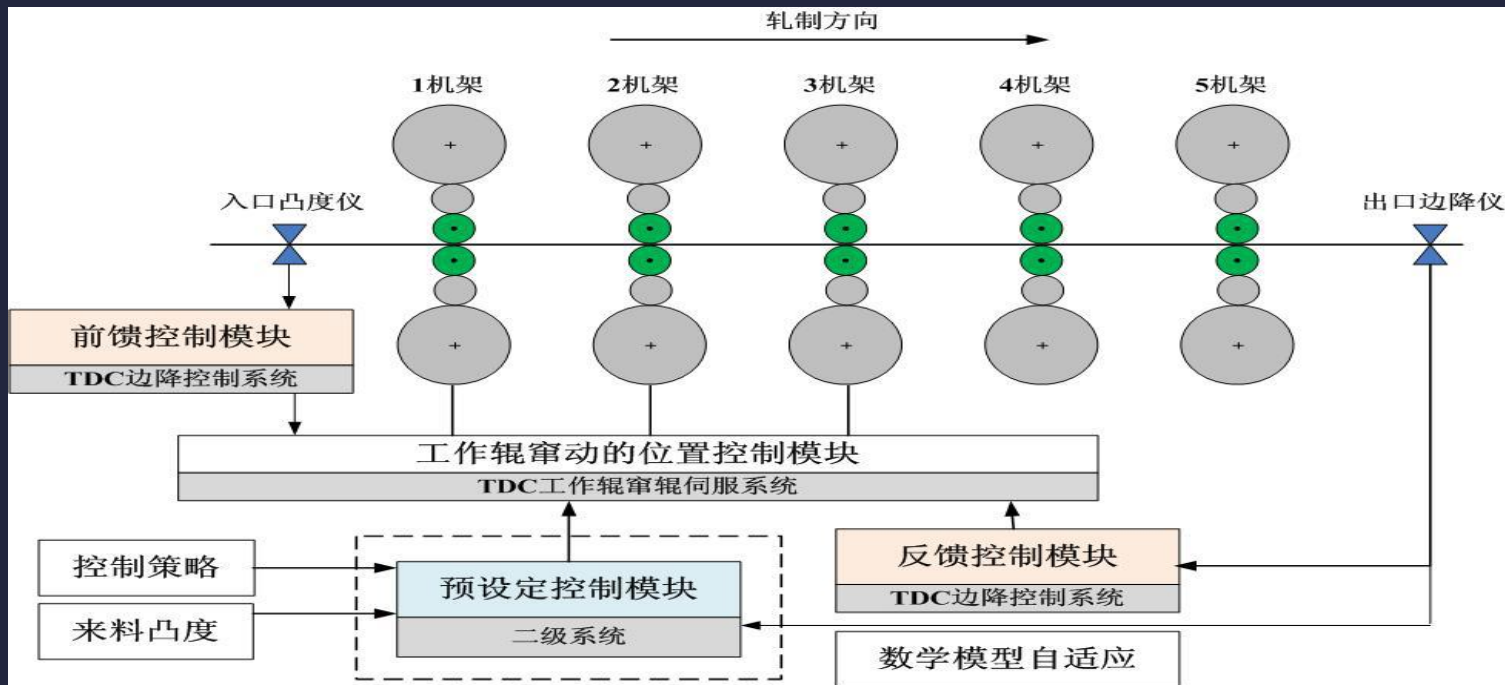 轧制方向
1机架
2机架
3机架
4机架
5机架
入口凸度仪
出口边降仪
前馈控制模块
TDC边降控制系统
工作辊窜动的位置控制模块
TDC工作辊窜辊伺服系统
控制策略
来料凸度
预设定控制模块
二级系统
反馈控制模块
TDC边降控制系统
数学模型自适应